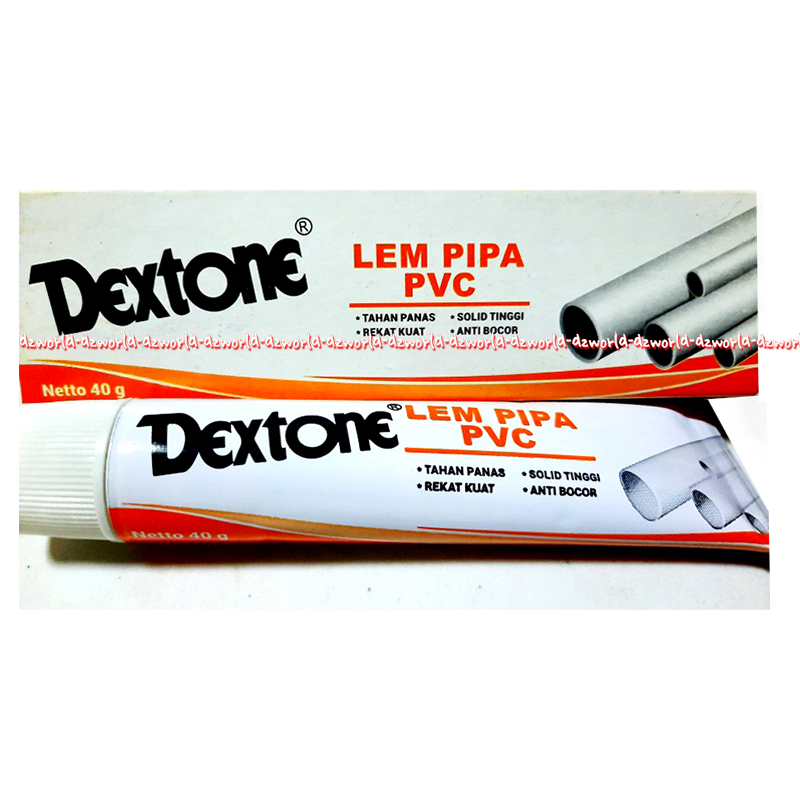 Dextone®
LEM PIPA
PVC
• TAHAN PANAS • SOLID TINGGI
• REKAT KUAT • ANTI BOCOR
dzworld-dzworld-dzworld-dzworld-dzworld-dzworld-dzworld-dzworld-dzworld-dzworld-dzworld-dzworld
Netto 40 g
Dextone®
LEM PIPA
PVC
• TAHAN PANAS • SOLID TINGGI
• REKAT KUAT • ANTI BOCOR
Netto 40 g